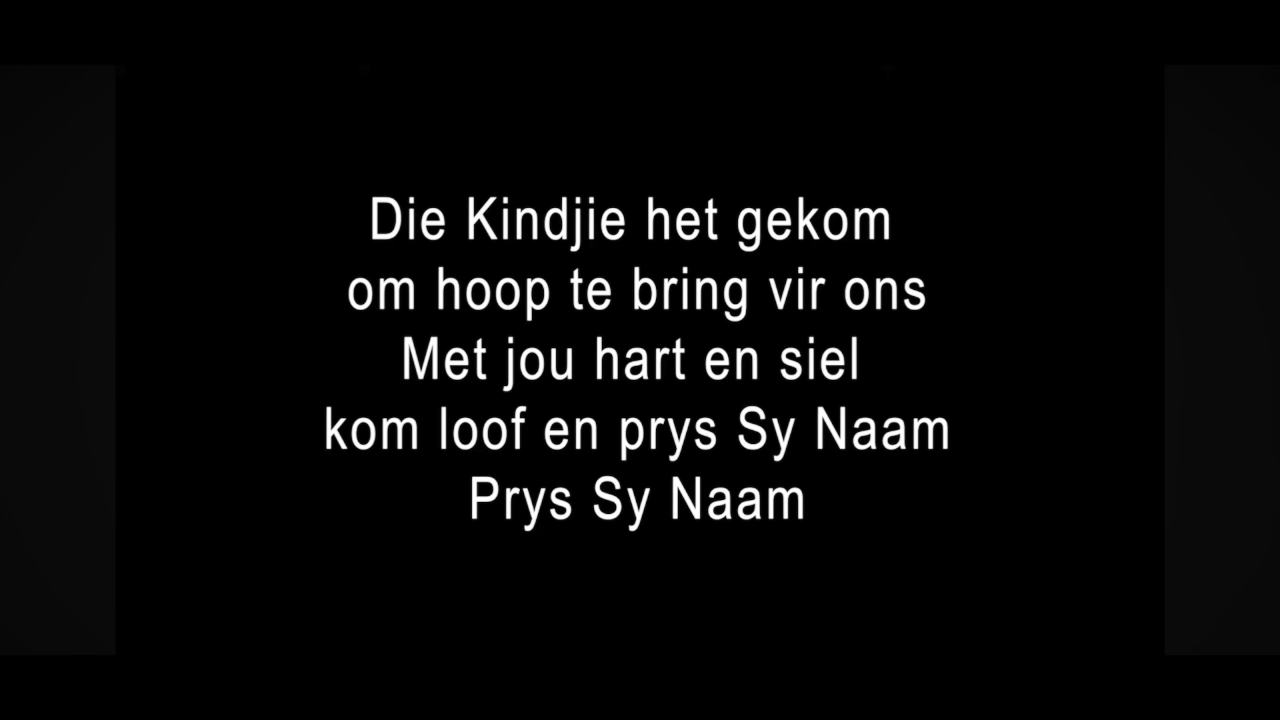 Die Kindjie het gekom
om hoop te bring vir ons
Met jou hart en siel
kom loof en prys Sy Naam
Prys Sy Naam